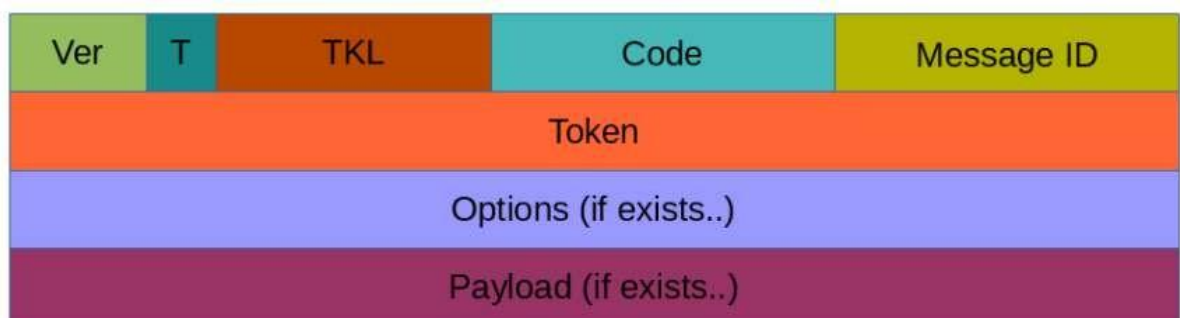 Ver T TKL Code Message ID
Token
Options (if exists..)
Payload (if exists..)